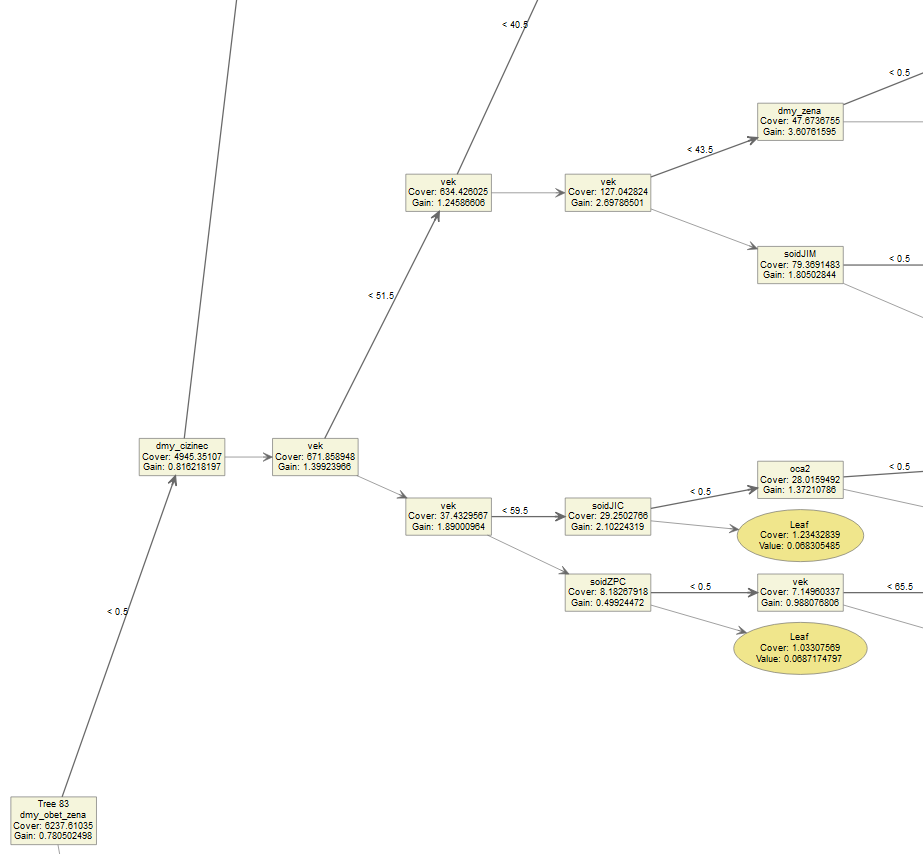 < 40.5
< 0.5
dmy_zena
Cover: 47.6736755
Gain: 3.60761595
< 43.5
vek
Cover: 634.426025
Gain: 1.24586606
vek
Cover: 127.042824
Gain: 2.69786501
soidJIM
Cover: 79.3691483
Gain: 1.80502844
< 0.5
< 51.5
dmy_cizinec
Cover: 4945.35107
Gain: 0.816218197
vek
Cover: 671.858948
Gain: 1.39923966
oca2
Cover: 28.0159492
Gain: 1.37210786
< 0.5
< 0.5
vek
Cover: 37.4329567
Gain: 1.89000964
< 59.5
soidJIC
Cover: 29.2502766
Gain: 2.10224319
Leaf
Cover: 1.23432839
Value: 0.068305485
soidZPC
Cover: 8.18267918
Gain: 0.49924472
< 0.5
vek
Cover: 7.14960337
Gain: 0.988076806
< 65.5
< 0.5
Leaf
Cover: 1.03307569
Value: 0.0687174797
Tree 83
dmy_obet_zena
Cover: 6237.61035
Gain: 0.780502498